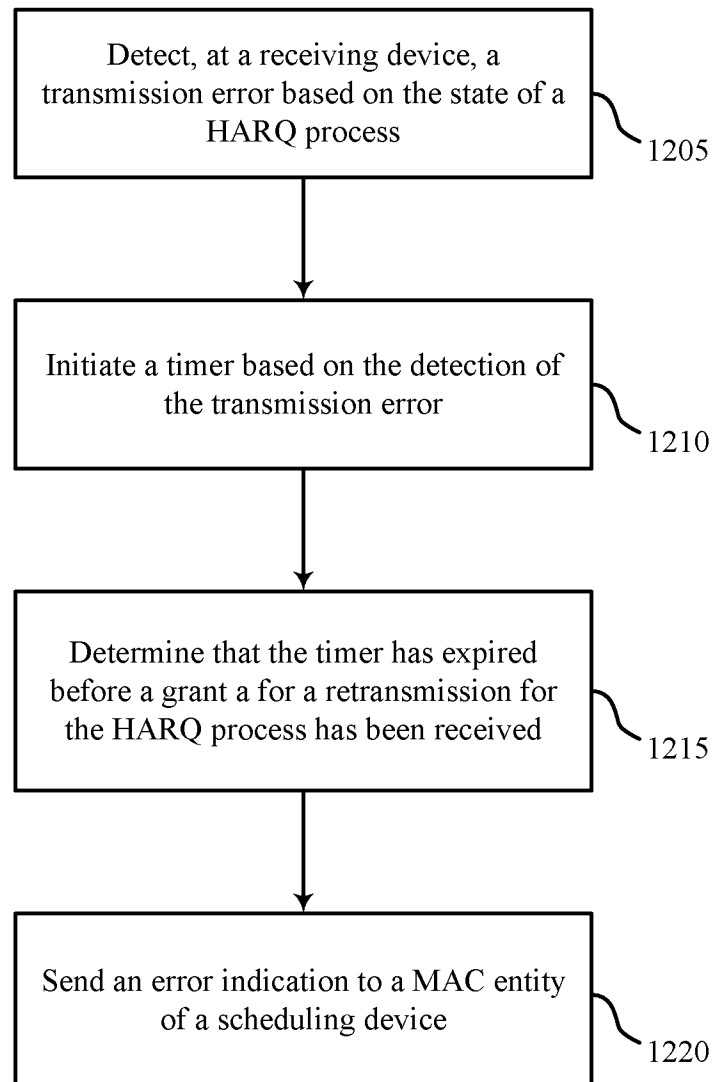 Detect, at a receiving device, a
transmission error based on the state of a
HARQ process
1205
Initiate a timer based on the detection of
the transmission error
1210
Determine that the timer has expired
before a grant a for a retransmission for
the HARQ process has been received
1215
Send an error indication to a MAC entity
of a scheduling device
1220